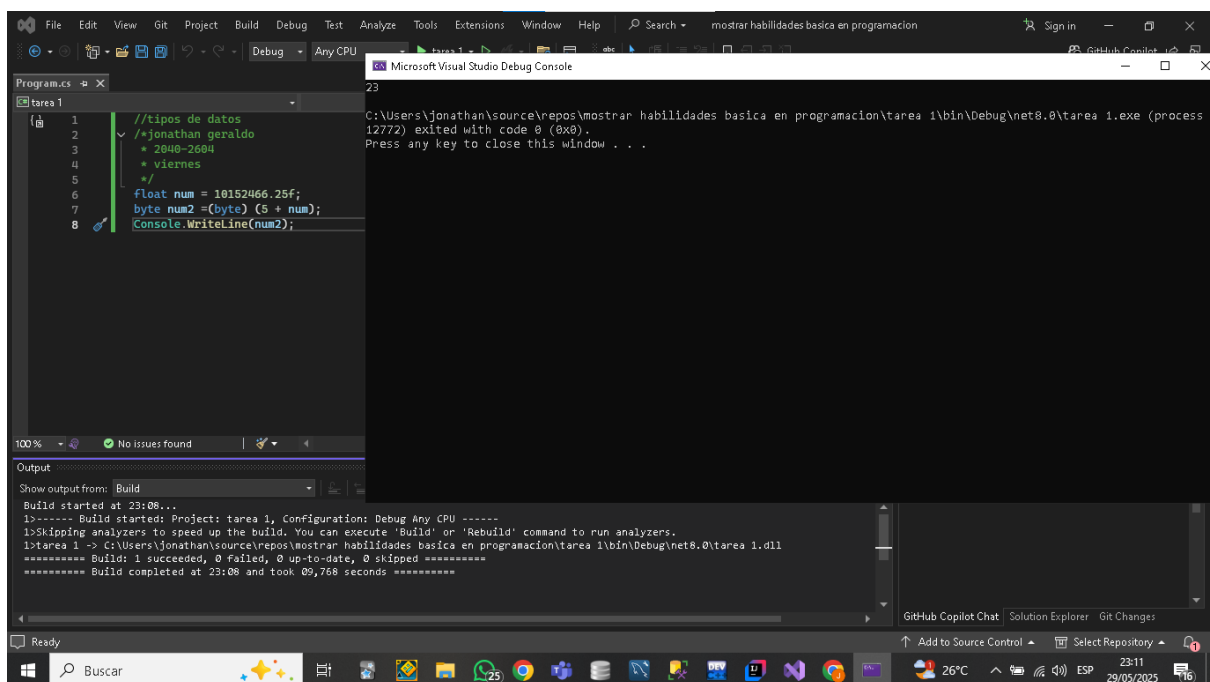 File Edit View Git Project Build Debug Test Analyze Tools Extensions Window Help Search mostrar habilidades basica en programacion Sign in
Debug Any CPU tarea 1 GitHub Copilot
Microsoft Visual Studio Debug Console
23
C:\Users\jonathan\source\repos\mostrar habilidades basica en programacion\tarea 1\bin\Debug\net8.0\tarea 1.exe (process
12772) exited with code 0 (0x0).
Press any key to close this window . . .
Program.cs
tarea 1
1 //tipos de datos
2 /*jonathan geraldo
3 * 2040-2604
4 * viernes
5 */
6 float num = 10152466.25f;
7 byte num2 =(byte) (5 + num);
8 Console.WriteLine(num2);
100 % No issues found
Output
Show output from: Build
Build started at 23:08...
1>------ Build started: Project: tarea 1, Configuration: Debug Any CPU ------
1>Skipping analyzers to speed up the build. You can execute 'Build' or 'Rebuild' command to run analyzers.
1>tarea 1 -> C:\Users\jonathan\source\repos\mostrar habilidades basica en programacion\tarea 1\bin\Debug\net8.0\tarea 1.dll
========== Build: 1 succeeded, 0 failed, 0 up-to-date, 0 skipped ==========
========== Build completed at 23:08 and took 09,768 seconds ==========
GitHub Copilot Chat Solution Explorer Git Changes
Ready Add to Source Control Select Repository 1
Buscar 25 DEV 26°C ESP 23:11
29/05/2025 16